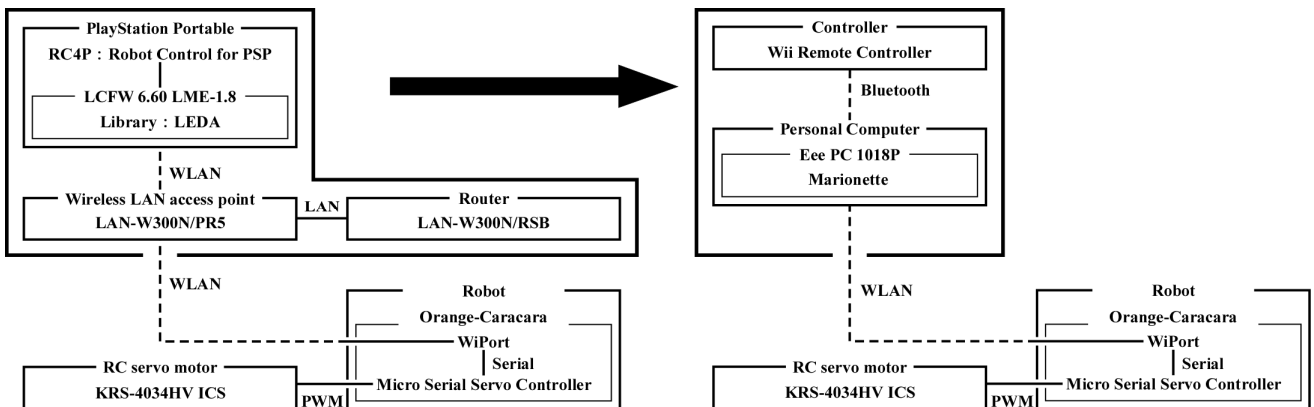 PlayStation Portable
RC4P : Robot Control for PSP
LCFW 6.60 LME-1.8
Library : LEDA
WLAN
Wireless LAN access point
LAN-W300N/PR5
LAN
Router
LAN-W300N/RSB
WLAN
Robot
Orange-Caracara
WiPort
Serial
Micro Serial Servo Controller
RC servo motor
KRS-4034HV ICS
PWM
Controller
Wii Remote Controller
Bluetooth
Personal Computer
Eee PC 1018P
Marionette
WLAN
Robot
Orange-Caracara
WiPort
Serial
Micro Serial Servo Controller
RC servo motor
KRS-4034HV ICS
PWM